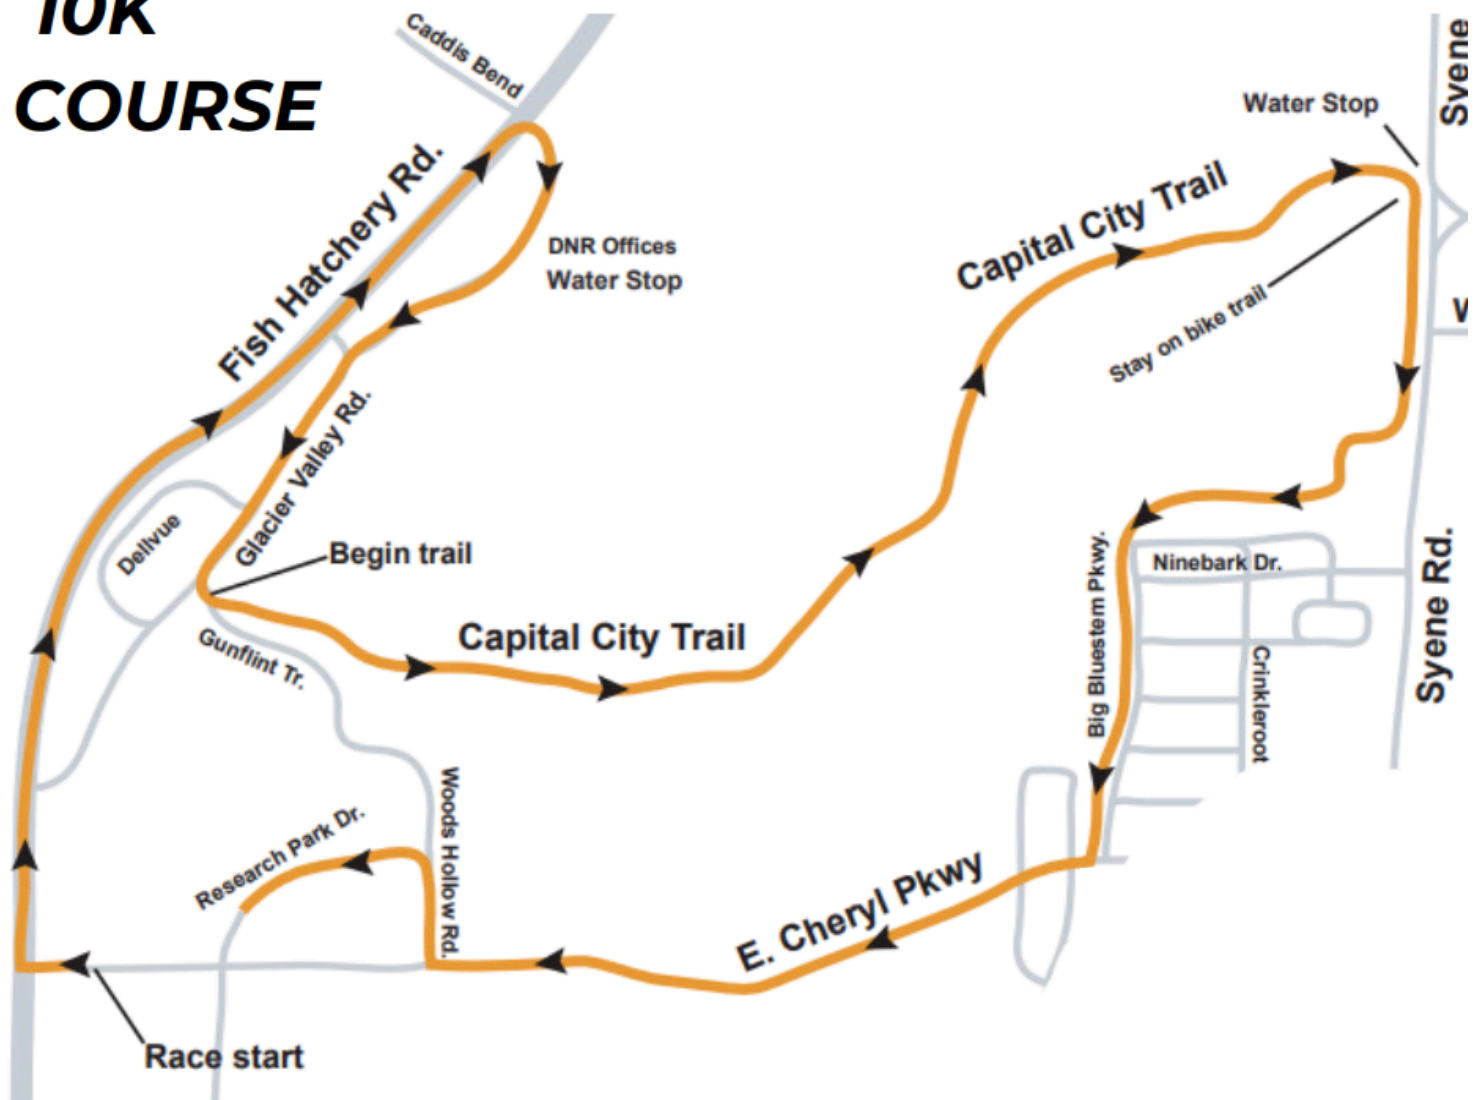 10K
COURSE
Caddis Bend
Water Stop
Syene
Fish Hatchery Rd.
Capital City Trail
DNR Offices
Water Stop
Stay on bike trail
Glacier Valley Rd.
Dellvue
Begin trail
Ninebark Dr.
Big Bluestem Pkwy.
Syene Rd.
Capital City Trail
Gunflint Tr.
Crinkleroot
Woods Hollow Rd.
Research Park Dr.
E. Cheryl Pkwy
Race start